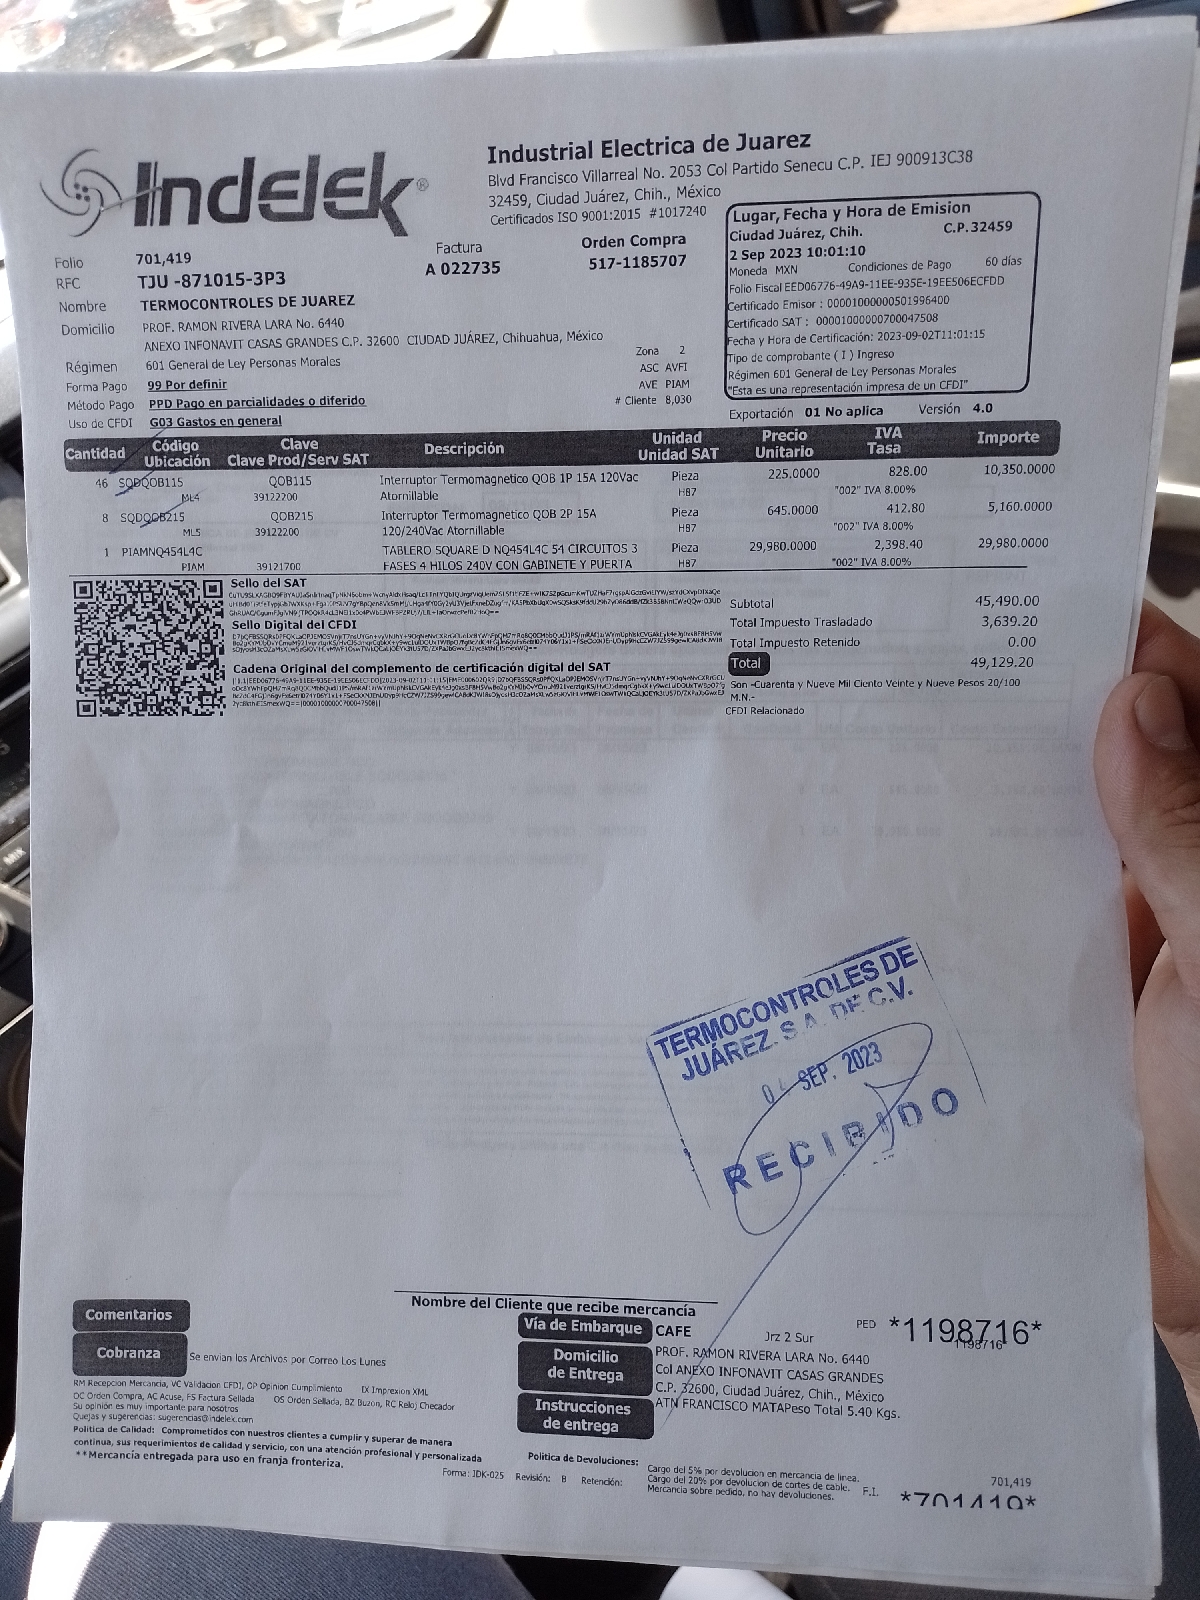 Indelek®
Industrial Electrica de Juarez
Blvd Francisco Villarreal No. 2053 Col Partido Senecu C.P. IEJ 900913C38
32459, Ciudad Juárez, Chih., México
Certificados ISO 9001:2015 #1017240
Folio 701,419
RFC TJU -871015-3P3
Factura
A 022735
Orden Compra
517-1185707
Nombre TERMOCONTROLES DE JUAREZ
Domicilio PROF. RAMON RIVERA LARA No. 6440
ANEXO INFONAVIT CASAS GRANDES C.P. 32600 CIUDAD JUÁREZ, Chihuahua, México
Régimen 601 General de Ley Personas Morales
Forma Pago 99 Por definir
Método Pago PPD Pago en parcialidades o diferido
Uso de CFDI G03 Gastos en general
Zona 2
ASC AVFI
AVE PIAM
# Cliente 8,030
Lugar, Fecha y Hora de Emision
Ciudad Juárez, Chih. C.P.32459
2 Sep 2023 10:01:10
Moneda MXN Condiciones de Pago 60 días
Folio Fiscal EED06776-49A9-11EE-935E-19EE506ECFDD
Certificado Emisor : 00001000000501996400
Certificado SAT : 00001000000700047508
Fecha y Hora de Certificación: 2023-09-02T11:01:15
Tipo de comprobante ( I ) Ingreso
Régimen 601 General de Ley Personas Morales
"Esta es una representación impresa de un CFDI"
Exportación 01 No aplica Versión 4.0
Cantidad Código Ubicación Clave Clave Prod/Serv SAT Descripción Unidad Unidad SAT Precio Unitario IVA Tasa Importe
46 SQDQOB115 QOB115 Interruptor Termomagnetico QOB 1P 15A 120Vac Pieza 225.0000 828.00 10,350.0000
ML4 39122200 Atornillable H87 "002" IVA 8.00%
8 SQDQOB215 QOB215 Interruptor Termomagnetico QOB 2P 15A Pieza 645.0000 412.80 5,160.0000
ML5 39122200 120/240Vac Atornillable H87 "002" IVA 8.00%
1 PIAMNQ454L4C TABLERO SQUARE D NQ454L4C 54 CIRCUITOS 3 Pieza 29,980.0000 2,398.40 29,980.0000
PIAM 39121700 FASES 4 HILOS 240V CON GABINETE Y PUERTA H87 "002" IVA 8.00%
Sello del SAT
Sello Digital del CFDI
Cadena Original del complemento de certificación digital del SAT
Subtotal 45,490.00
Total Impuesto Trasladado 3,639.20
Total Impuesto Retenido 0.00
Total 49,129.20
Son -Cuarenta y Nueve Mil Ciento Veinte y Nueve Pesos 20/100
M.N.-
CFDI Relacionado
TERMOCONTROLES DE
JUÁREZ. S.A. DE C.V.
SEP. 2023
RECIBIDO
Nombre del Cliente que recibe mercancía
Comentarios
Cobranza Se envian los Archivos por Correo Los Lunes
Vía de Embarque CAFE Jrz 2 Sur
PED *1198716*
1198716
Domicilio de Entrega
PROF. RAMON RIVERA LARA No. 6440
Col ANEXO INFONAVIT CASAS GRANDES
C.P. 32600, Ciudad Juárez, Chih., México
Instrucciones de entrega
ATN FRANCISCO MATAPeso Total 5.40 Kgs.
RM Recepcion Mercancia, VC Validacion CFDI, OP Opinion Cumplimiento IX Impresion XML
OC Orden Compra, AC Acuse, FS Factura Sellada OS Orden Sellada, BZ Buzon, RC Reloj Checador
Su opinión es muy importante para nosotros
Quejas y sugerencias: sugerencias@indelek.com
Politica de Calidad: Comprometidos con nuestros clientes a cumplir y superar de manera
continua, sus requerimientos de calidad y servicio, con una atención profesional y personalizada
**Mercancía entregada para uso en franja fronteriza.
Forma: JDK-025 Revisión: B Retención:
Politica de Devoluciones:
Cargo del 5% por devolucion en mercancia de linea.
Cargo del 20% por devolucion de cortes de cable. F.I.
Mercancia sobre pedido, no hay devoluciones.
701,419
*701419*